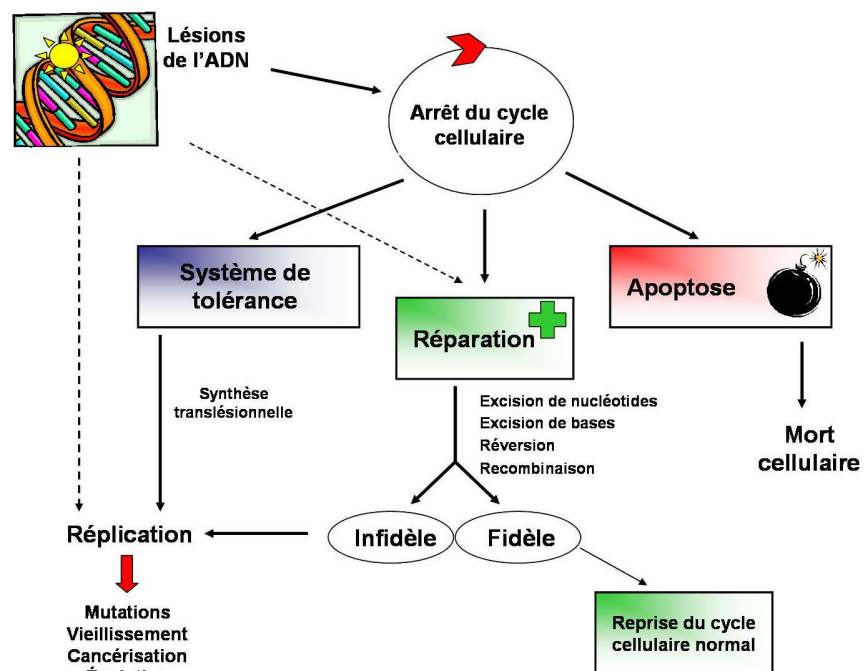 Lésions
de l'ADN
Arrêt du cycle
cellulaire
Système de
tolérance
Réparation
Apoptose
Synthèse
translésionnelle
Excision de nucléotides
Excision de bases
Réversion
Recombinaison
Mort
cellulaire
Réplication
Infidèle
Fidèle
Mutations
Vieillissement
Cancérisation
Reprise du cycle
cellulaire normal